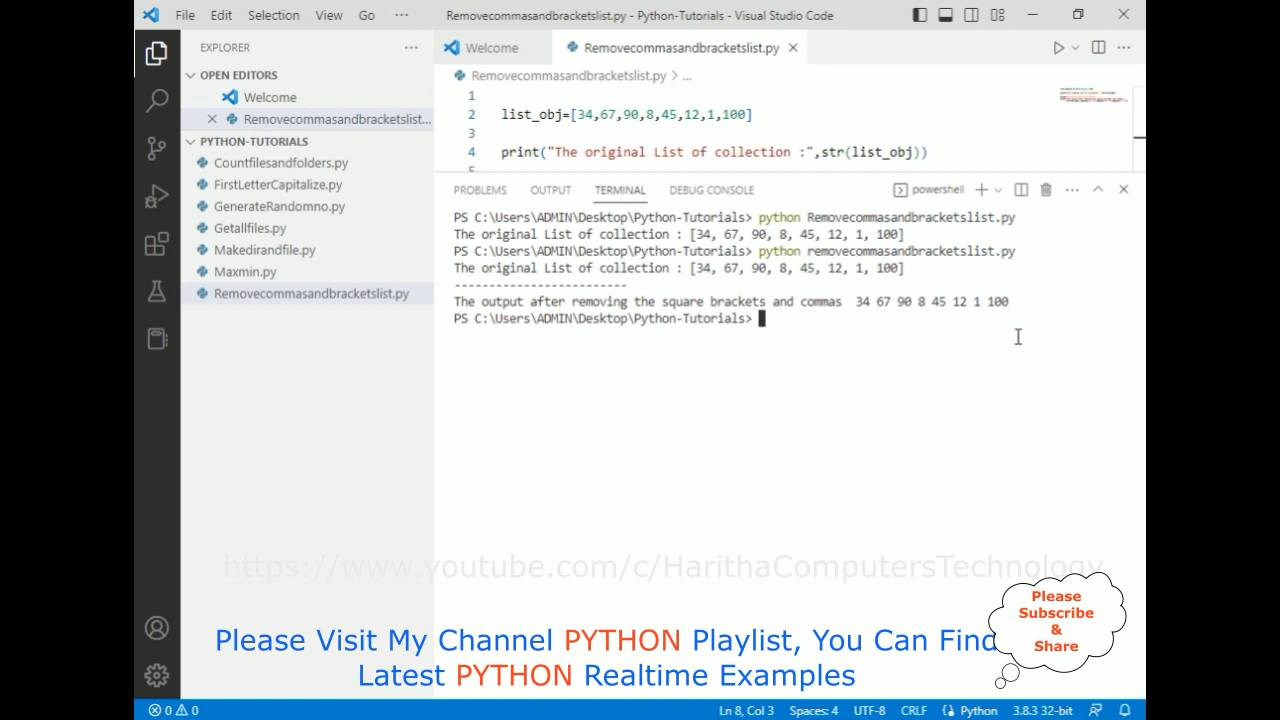 File Edit Selection View Go ··· Removecommasandbracketslist.py - Python-Tutorials - Visual Studio Code
EXPLORER ···
OPEN EDITORS
Welcome
Removecommasandbracketslist...
PYTHON-TUTORIALS
Countfilesandfolders.py
FirstLetterCapitalize.py
GenerateRandomno.py
Getallfiles.py
Makedirandfile.py
Maxmin.py
Removecommasandbracketslist.py
Welcome Removecommasandbracketslist.py
Removecommasandbracketslist.py > ...
1
2 list_obj=[34,67,90,8,45,12,1,100]
3
4 print("The original List of collection :",str(list_obj))
PROBLEMS OUTPUT TERMINAL DEBUG CONSOLE powershell
PS C:\Users\ADMIN\Desktop\Python-Tutorials> python Removecommasandbracketslist.py
The original List of collection : [34, 67, 90, 8, 45, 12, 1, 100]
PS C:\Users\ADMIN\Desktop\Python-Tutorials> python removecommasandbracketslist.py
The original List of collection : [34, 67, 90, 8, 45, 12, 1, 100]
------------------------
The output after removing the square brackets and commas  34 67 90 8 45 12 1 100
PS C:\Users\ADMIN\Desktop\Python-Tutorials>
https://www.youtube.com/c/HarithaComputersTechnology
Please
Subscribe
&
Share
Please Visit My Channel PYTHON Playlist, You Can Find
Latest PYTHON Realtime Examples
0 0 Ln 8, Col 3 Spaces: 4 UTF-8 CRLF Python 3.8.3 32-bit